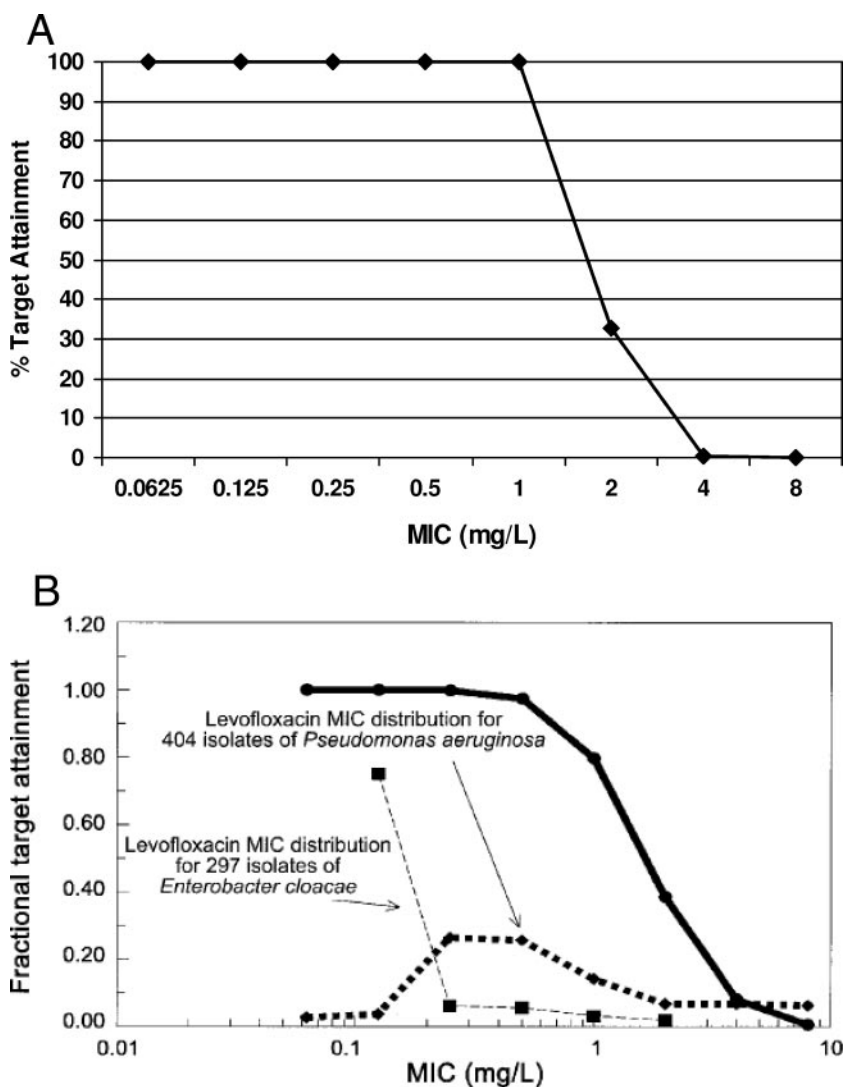 A
100
90
80
70
60
50
40
30
20
10
0
% Target Attainment
0.0625 0.125 0.25 0.5 1 2 4 8
MIC (mg/L)
B
1.20
1.00
0.80
0.60
0.40
0.20
0.00
Fractional target attainment
Levofloxacin MIC distribution for
404 isolates of Pseudomonas aeruginosa
Levofloxacin MIC distribution
for 297 isolates of
Enterobacter cloacae
0.01 0.1 1 10
MIC (mg/L)